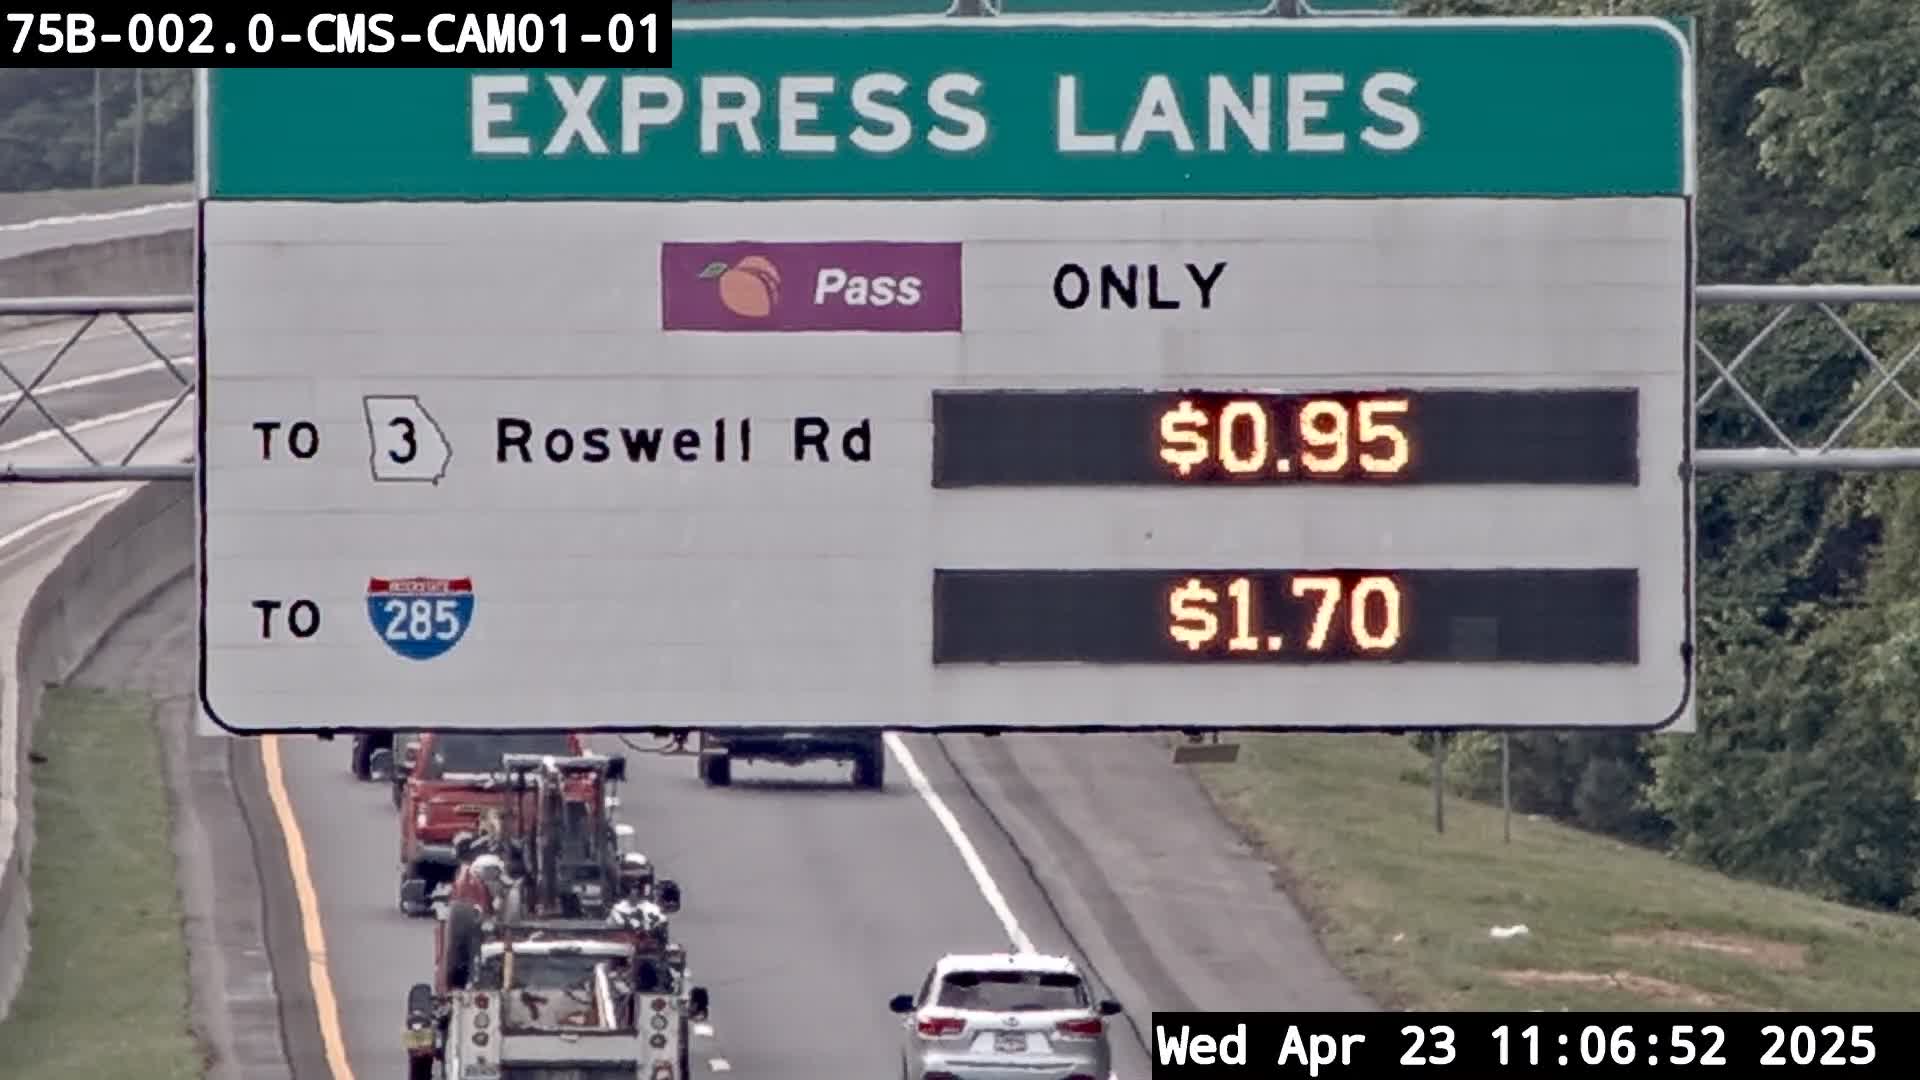 75B-002.0-CMS-CAM01-01
EXPRESS LANES
Pass ONLY
TO 3 Roswell Rd $0.95
TO INTERSTATE 285 $1.70
Wed Apr 23 11:06:52 2025